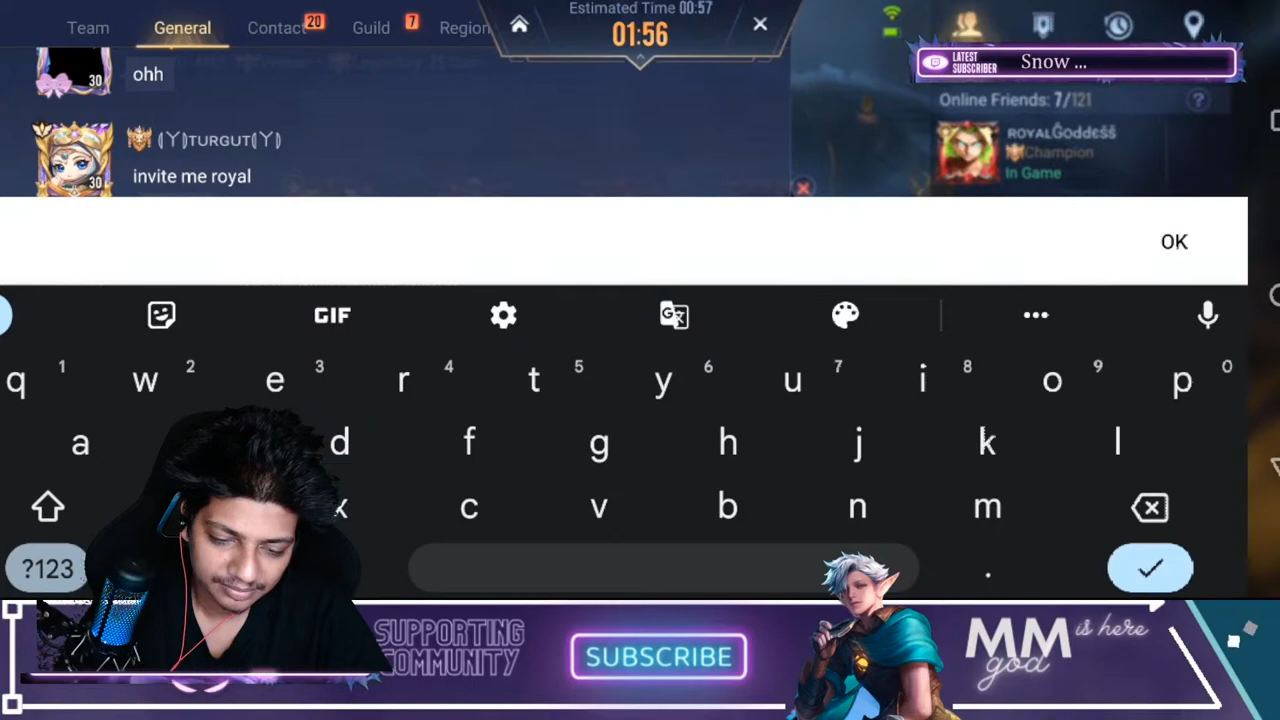 Team General Contact 20 Guild 7 Region
Estimated Time 00:57
01:56
LATEST SUBSCRIBER Snow ...
30
ohh
Online Friends: 7/121 ?
ROYALĜoddεšš
Champion
In Game
(Y)TURGUT(Y)
30
invite me royal
OK
GIF
q 1 w 2 e 3 r 4 t 5 y 6 u 7 i 8 o 9 p 0
a d f g h j k l
x c v b n m
?123 .
SUPPORTING
COMMUNITY
SUBSCRIBE
MM is here
god